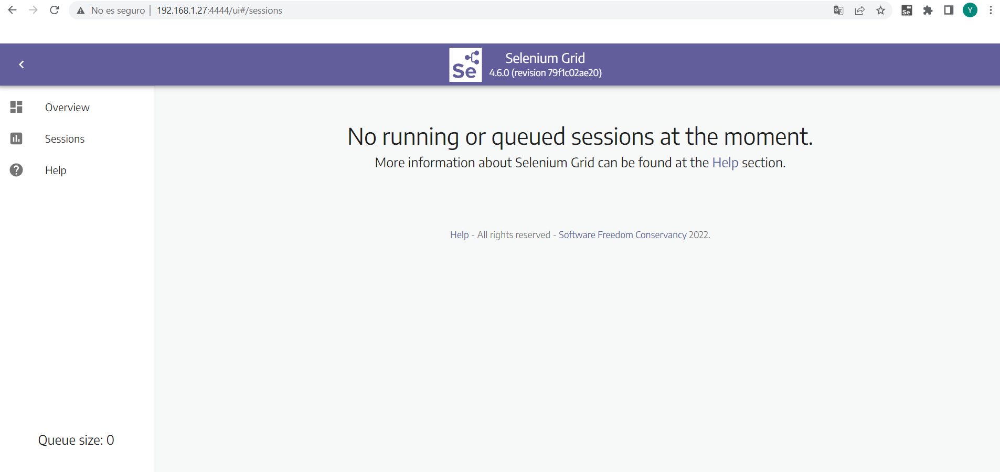 No es seguro | 192.168.1.27:4444/ui#/sessions
Se
Y
Se
Selenium Grid
4.6.0 (revision 79f1c02ae20)
Overview
Sessions
Help
No running or queued sessions at the moment.
More information about Selenium Grid can be found at the Help section.
Help - All rights reserved - Software Freedom Conservancy 2022.
Queue size: 0